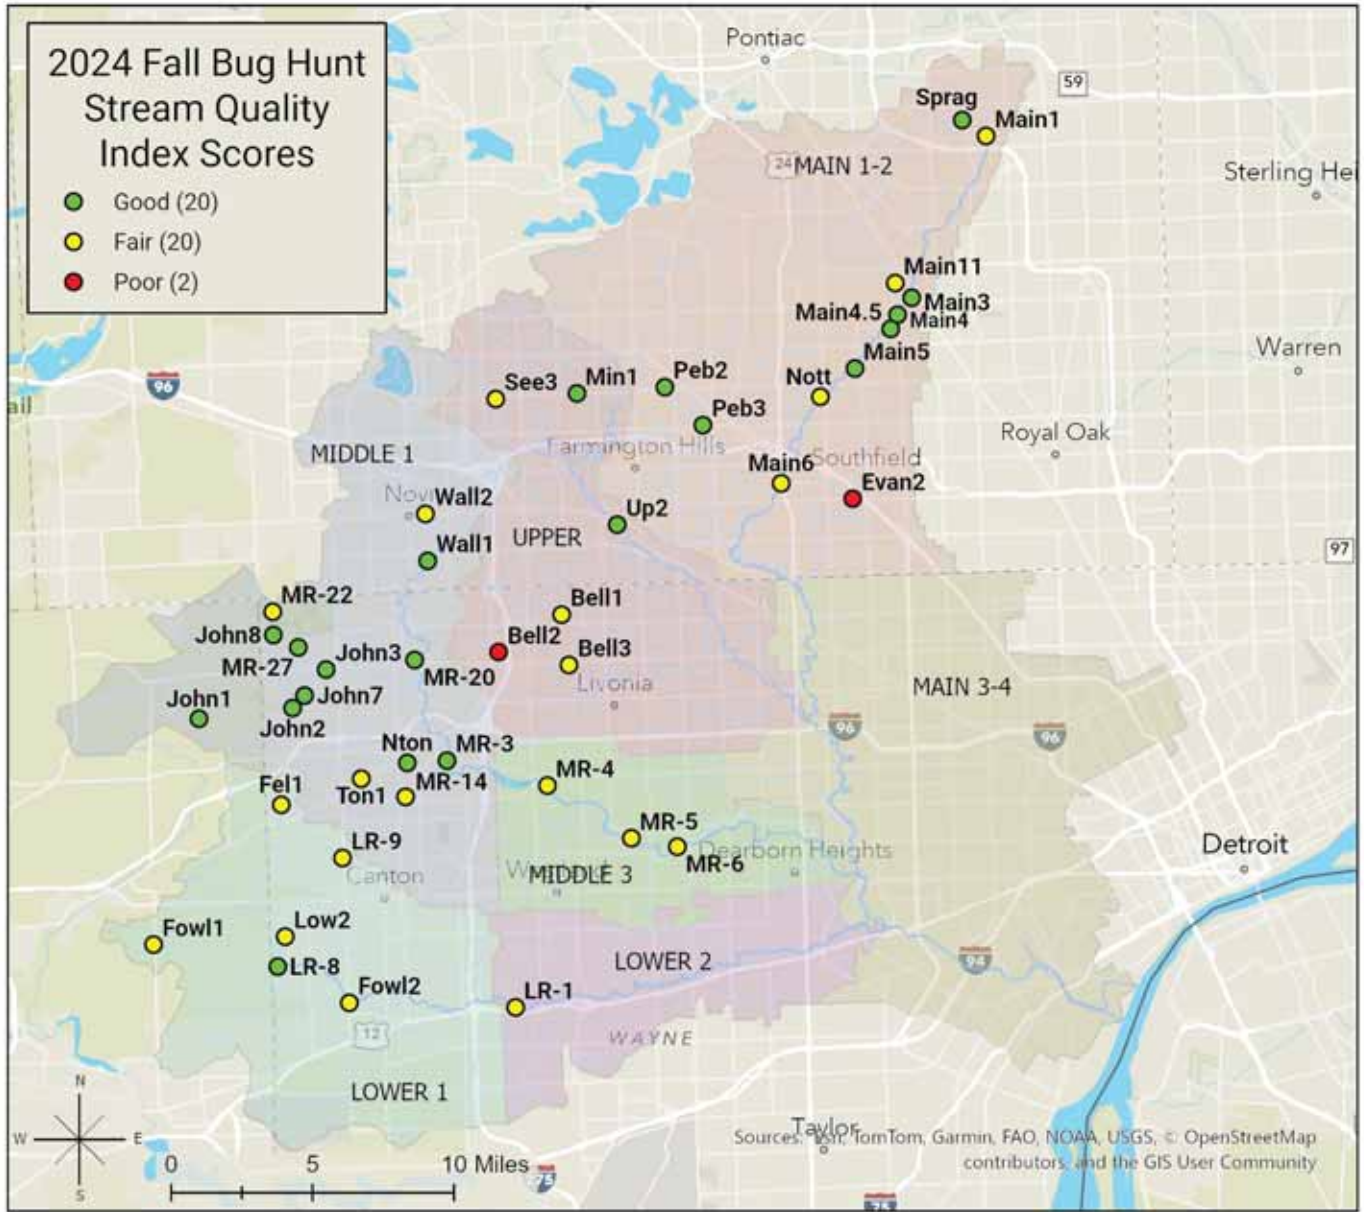 2024 Fall Bug Hunt
Stream Quality
Index Scores
Good (20)
Fair (20)
Poor (2)
Pontiac
59
Sprag
Main1
24
MAIN 1-2
Sterling Hei
Main11
Main3
Main4.5
Main4
Warren
Main5
96
ail
See3
Min1
Peb2
Nott
Peb3
Royal Oak
MIDDLE 1
Farmington Hills
Main6
Southfield
Evan2
Wall2
Up2
UPPER
Wall1
97
MR-22
Bell1
John8
Bell2
John3
Bell3
MR-27
MR-20
Livonia
MAIN 3-4
John1
John7
John2
96
96
Nton
MR-3
MR-4
Fel1
Ton1
MR-14
MR-5
LR-9
Dearborn Heights
Detroit
MR-6
Canton
MIDDLE 3
Fowl1
Low2
LR-8
LOWER 2
94
Fowl2
LR-1
12
WAYNE
LOWER 1
N
W
E
S
Taylor
0
5
10 Miles
75
Sources: Esri, TomTom, Garmin, FAO, NOAA, USGS, © OpenStreetMap
contributors, and the GIS User Community
75